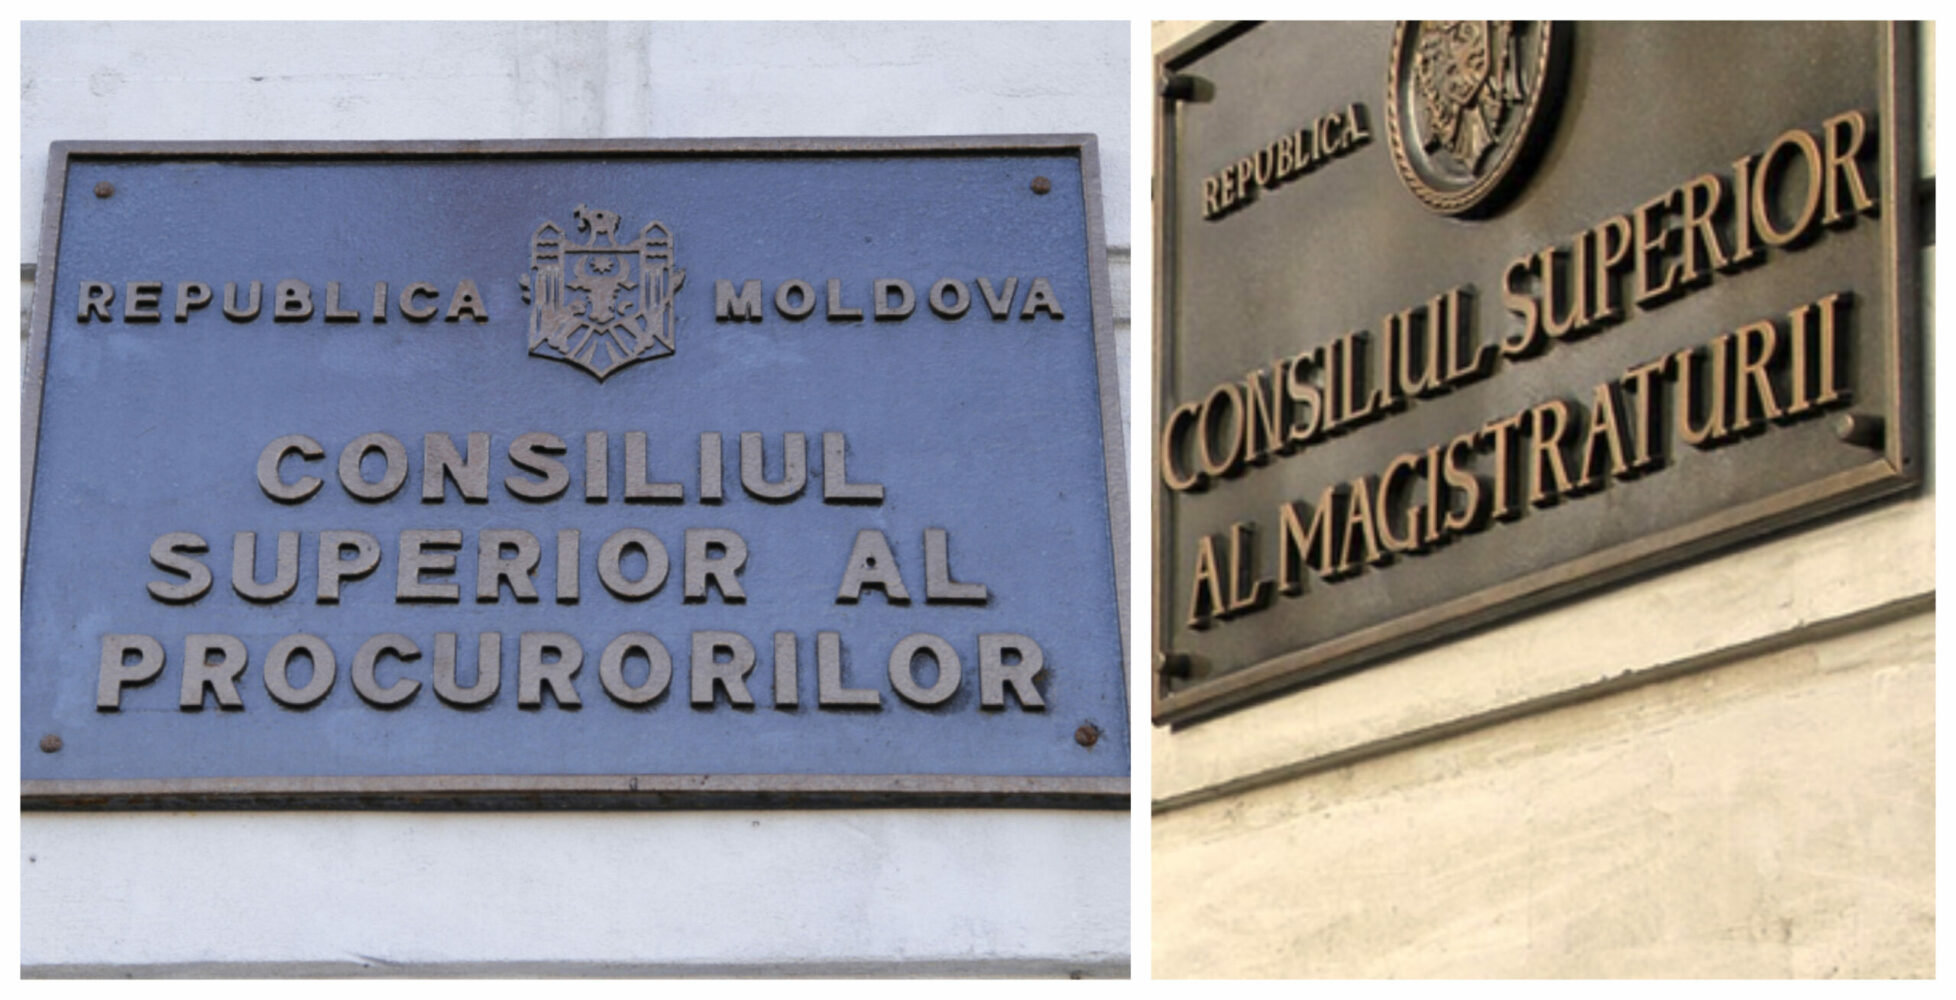 REPUBLICA MOLDOVA
CONSILIUL
SUPERIOR AL
PROCURORILOR
REPUBLICA
CONSILIUL SUPERIOR
AL MAGISTRATURII